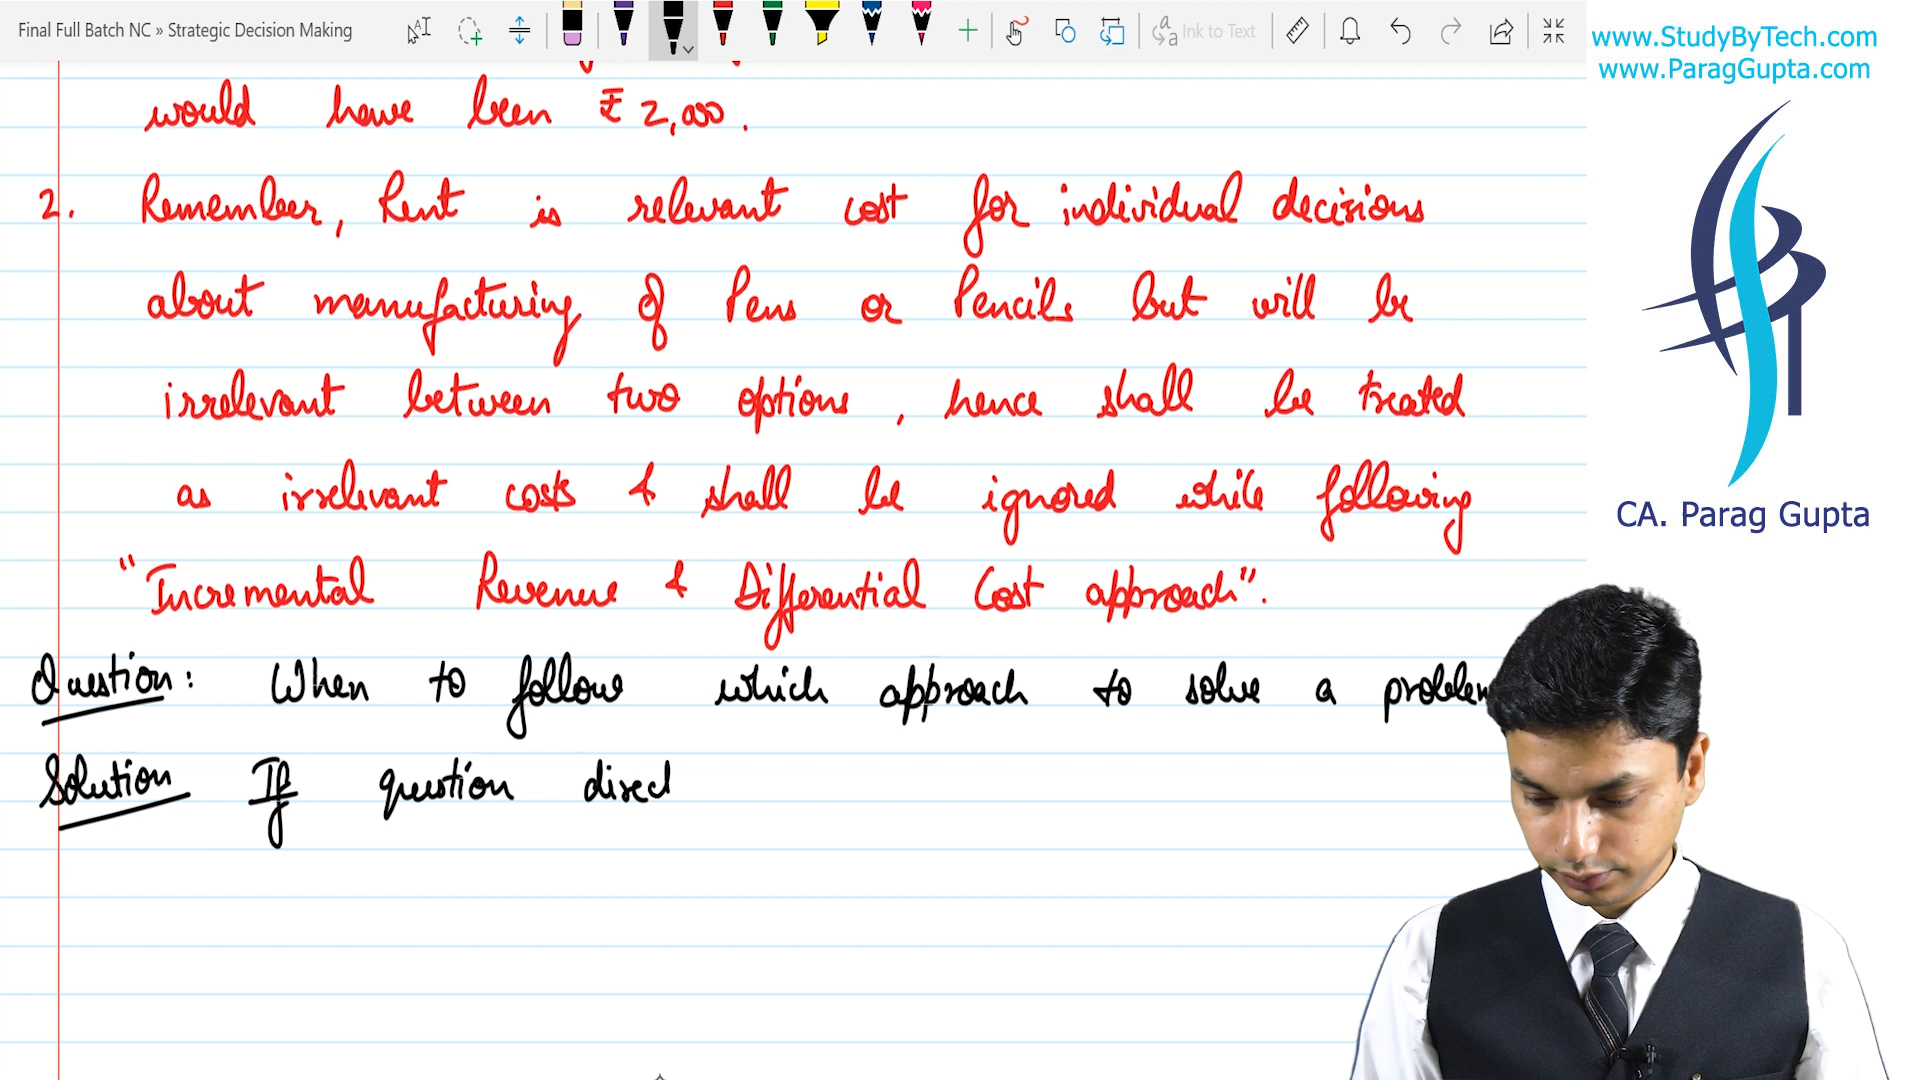 Final Full Batch NC » Strategic Decision Making
Ink to Text
www.StudyByTech.com
www.ParagGupta.com
would have been ₹ 2,000.
2. Remember, Rent is relevant cost for individual decisions
about manufacturing of Pens or Pencils but will be
irrelevant between two options, hence shall be treated
as irrelevant costs & shall be ignored while following
"Incremental Revenue & Differential Cost approach".
CA. Parag Gupta
Question: When to follow which approach to solve a problem
Solution If question direct